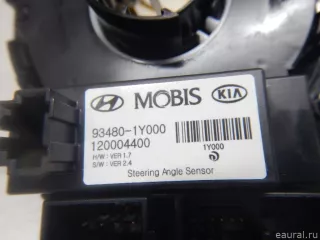 MOBIS KIA
93480-1Y000
120004400
H/W : VER 1.7
S/W : VER 2.4
1Y000
Steering Angle Sensor
© eaural.ru